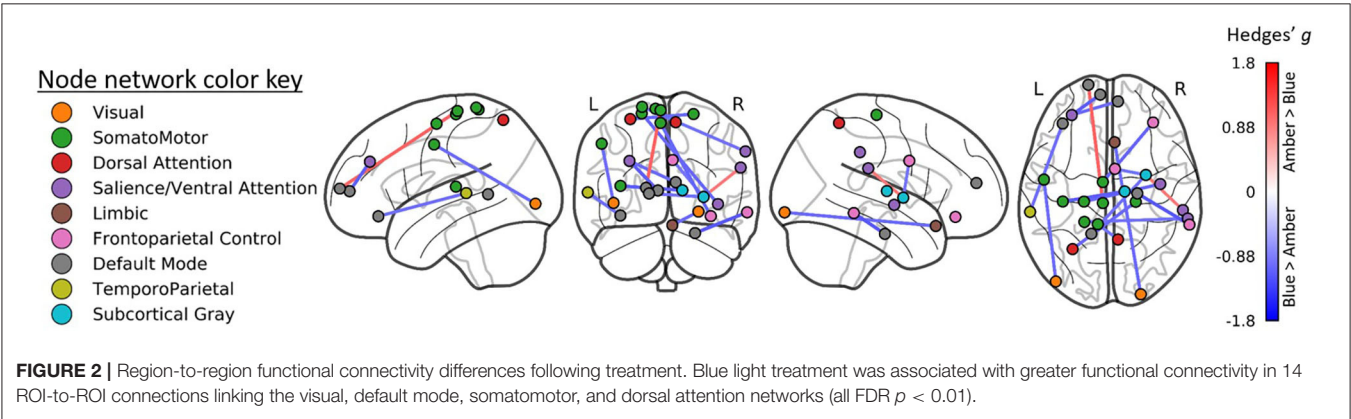 Node network color key
Visual
SomatoMotor
Dorsal Attention
Salience/Ventral Attention
Limbic
Frontoparietal Control
Default Mode
TemporoParietal
Subcortical Gray
L
R
L
R
Hedges' g
1.8
0.88
0
-0.88
-1.8
Amber > Blue
Blue > Amber
FIGURE 2 | Region-to-region functional connectivity differences following treatment. Blue light treatment was associated with greater functional connectivity in 14
ROI-to-ROI connections linking the visual, default mode, somatomotor, and dorsal attention networks (all FDR p < 0.01).